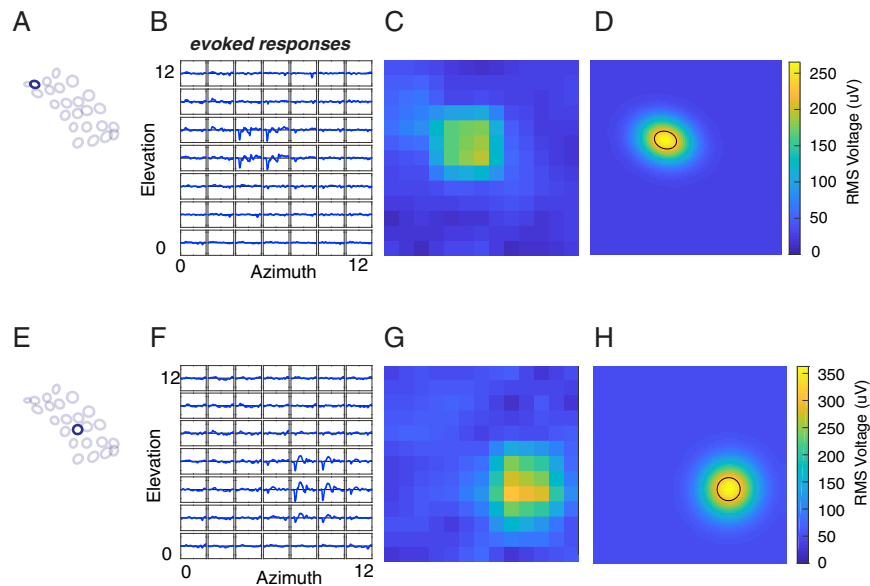 A
B
C
D
evoked responses
12
Elevation
0
0
12
Azimuth
250
200
150
100
50
0
RMS Voltage (uV)
E
F
G
H
12
Elevation
0
0
12
Azimuth
350
300
250
200
150
100
50
0
RMS Voltage (uV)